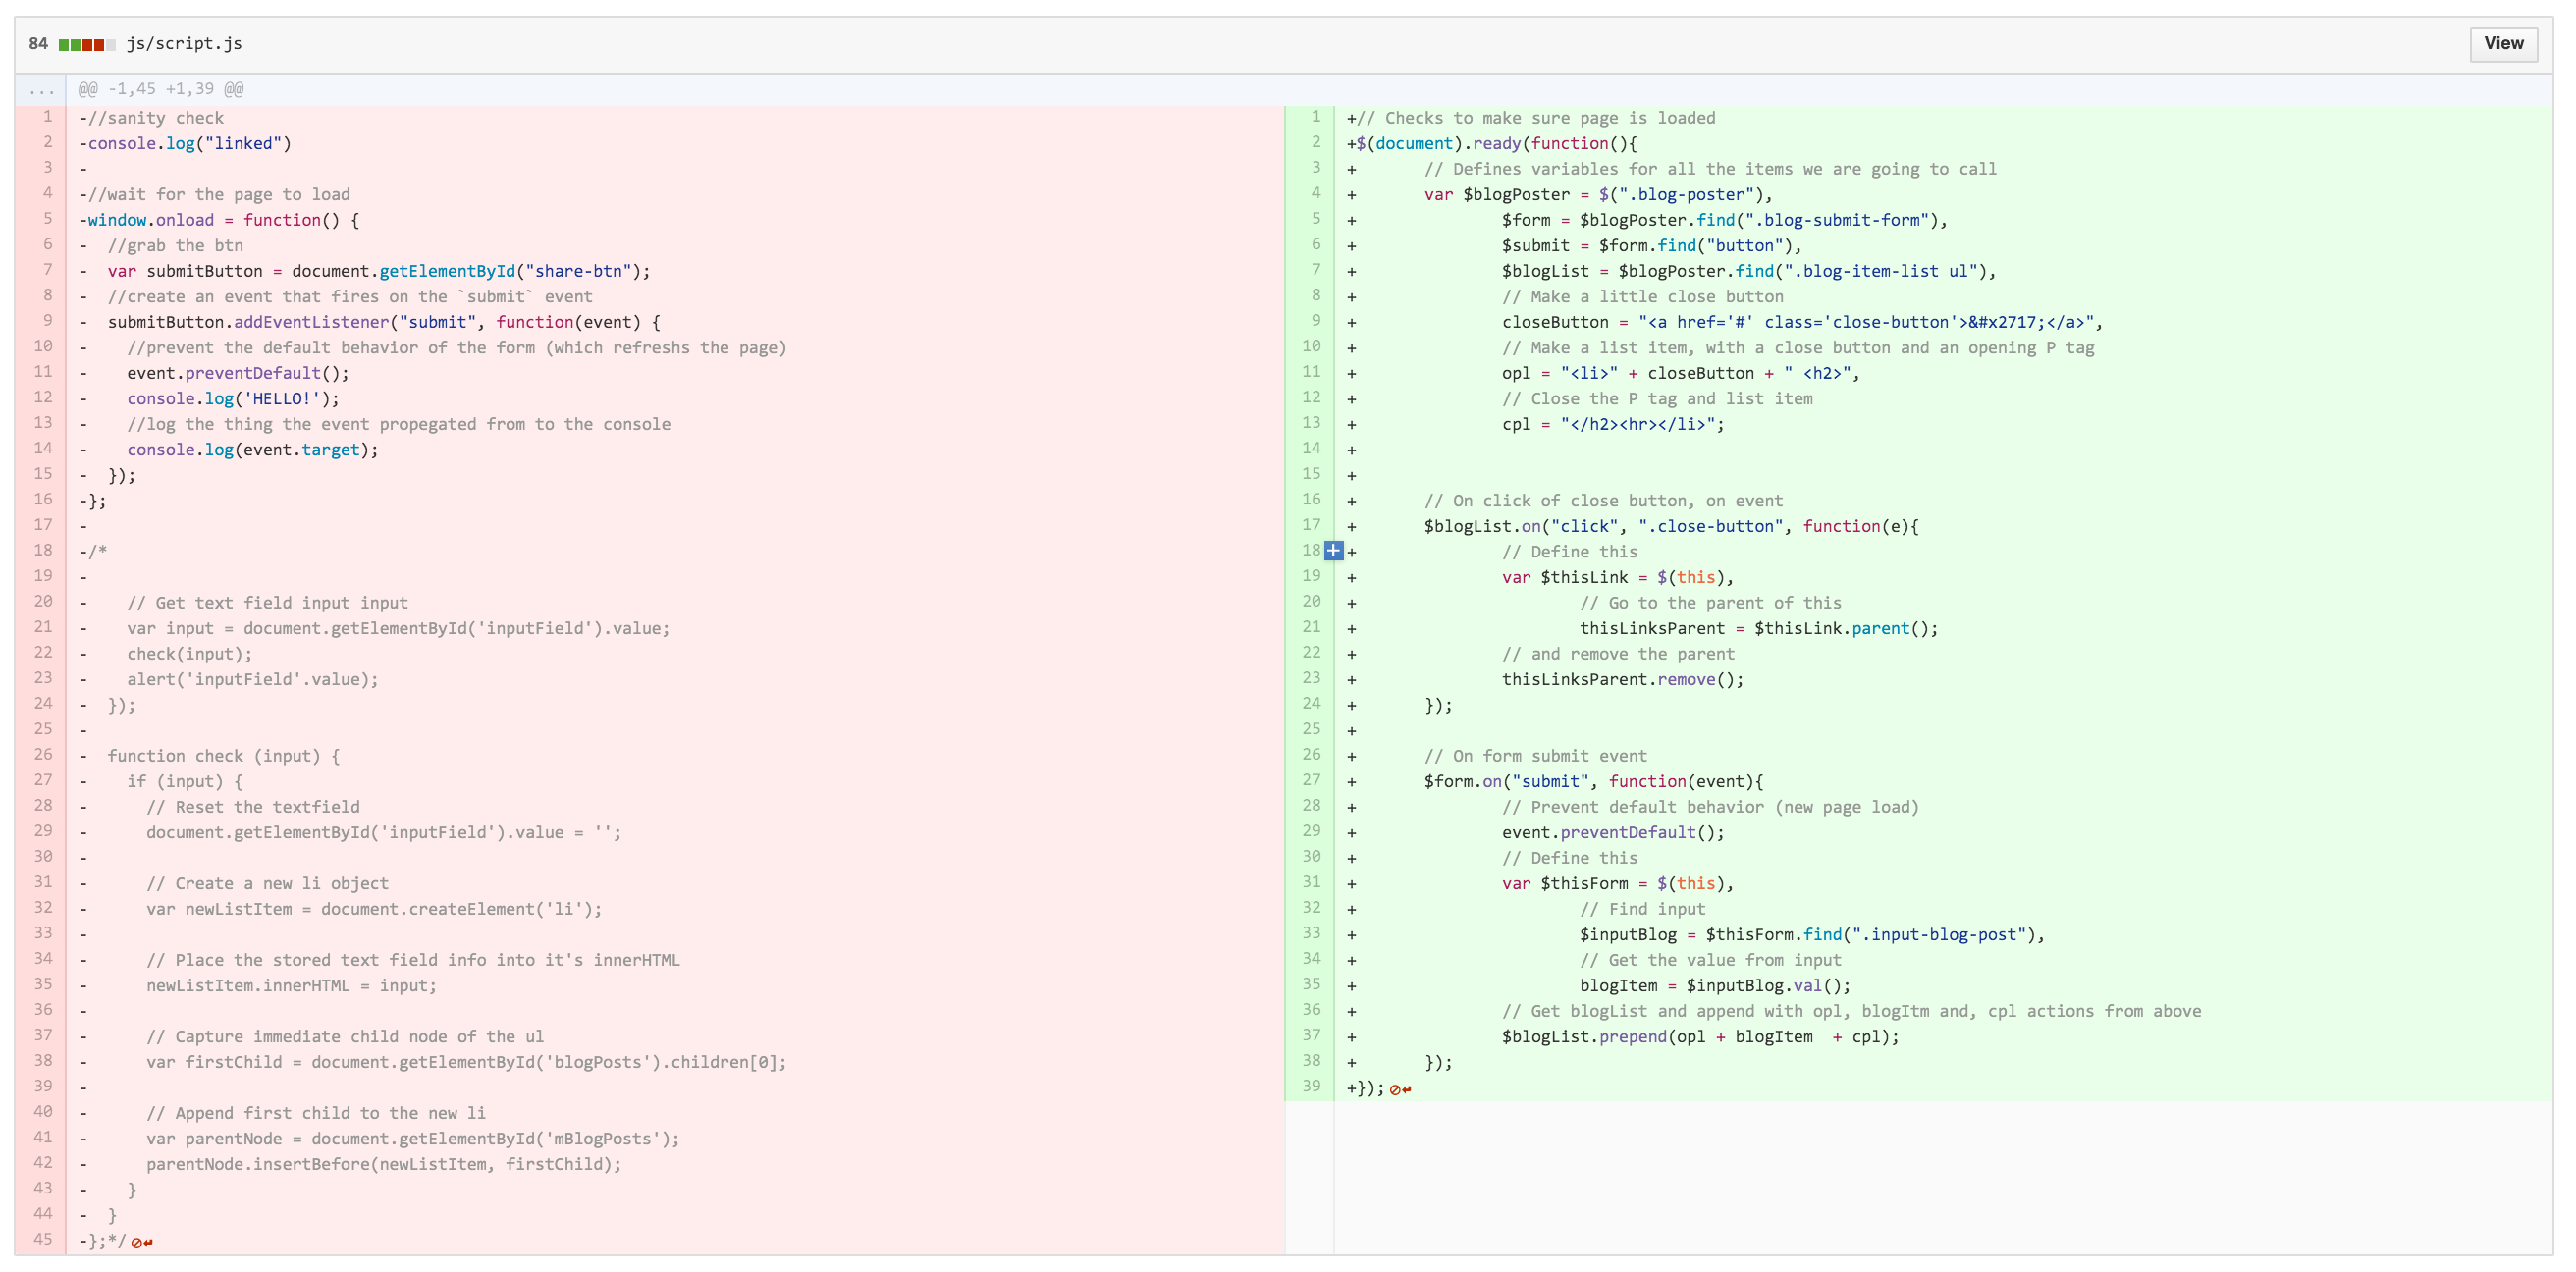 84 js/script.js View
... @@ -1,45 +1,39 @@
1 -//sanity check
2 -console.log("linked")
3 -
4 -//wait for the page to load
5 -window.onload = function() {
6 -  //grab the btn
7 -  var submitButton = document.getElementById("share-btn");
8 -  //create an event that fires on the `submit` event
9 -  submitButton.addEventListener("submit", function(event) {
10 -    //prevent the default behavior of the form (which refreshs the page)
11 -    event.preventDefault();
12 -    console.log('HELLO!');
13 -    //log the thing the event propegated from to the console
14 -    console.log(event.target);
15 -  });
16 -};
17 -
18 -/*
19 -
20 -    // Get text field input input
21 -    var input = document.getElementById('inputField').value;
22 -    check(input);
23 -    alert('inputField'.value);
24 -  });
25 -
26 -  function check (input) {
27 -    if (input) {
28 -      // Reset the textfield
29 -      document.getElementById('inputField').value = '';
30 -
31 -      // Create a new li object
32 -      var newListItem = document.createElement('li');
33 -
34 -      // Place the stored text field info into it's innerHTML
35 -      newListItem.innerHTML = input;
36 -
37 -      // Capture immediate child node of the ul
38 -      var firstChild = document.getElementById('blogPosts').children[0];
39 -
40 -      // Append first child to the new li
41 -      var parentNode = document.getElementById('mBlogPosts');
42 -      parentNode.insertBefore(newListItem, firstChild);
43 -    }
44 -  }
45 -};*/
1 +// Checks to make sure page is loaded
2 +$(document).ready(function(){
3 +       // Defines variables for all the items we are going to call
4 +       var $blogPoster = $(".blog-poster"),
5 +               $form = $blogPoster.find(".blog-submit-form"),
6 +               $submit = $form.find("button"),
7 +               $blogList = $blogPoster.find(".blog-item-list ul"),
8 +               // Make a little close button
9 +               closeButton = "<a href='#' class='close-button'>&#x2717;</a>",
10 +               // Make a list item, with a close button and an opening P tag
11 +               opl = "<li>" + closeButton + " <h2>",
12 +               // Close the P tag and list item
13 +               cpl = "</h2><hr></li>";
14 +
15 +
16 +       // On click of close button, on event
17 +       $blogList.on("click", ".close-button", function(e){
18 + +               // Define this
19 +               var $thisLink = $(this),
20 +                       // Go to the parent of this
21 +                       thisLinksParent = $thisLink.parent();
22 +               // and remove the parent
23 +               thisLinksParent.remove();
24 +       });
25 +
26 +       // On form submit event
27 +       $form.on("submit", function(event){
28 +               // Prevent default behavior (new page load)
29 +               event.preventDefault();
30 +               // Define this
31 +               var $thisForm = $(this),
32 +                       // Find input
33 +                       $inputBlog = $thisForm.find(".input-blog-post"),
34 +                       // Get the value from input
35 +                       blogItem = $inputBlog.val();
36 +               // Get blogList and append with opl, blogItm and, cpl actions from above
37 +               $blogList.prepend(opl + blogItem  + cpl);
38 +       });
39 +});